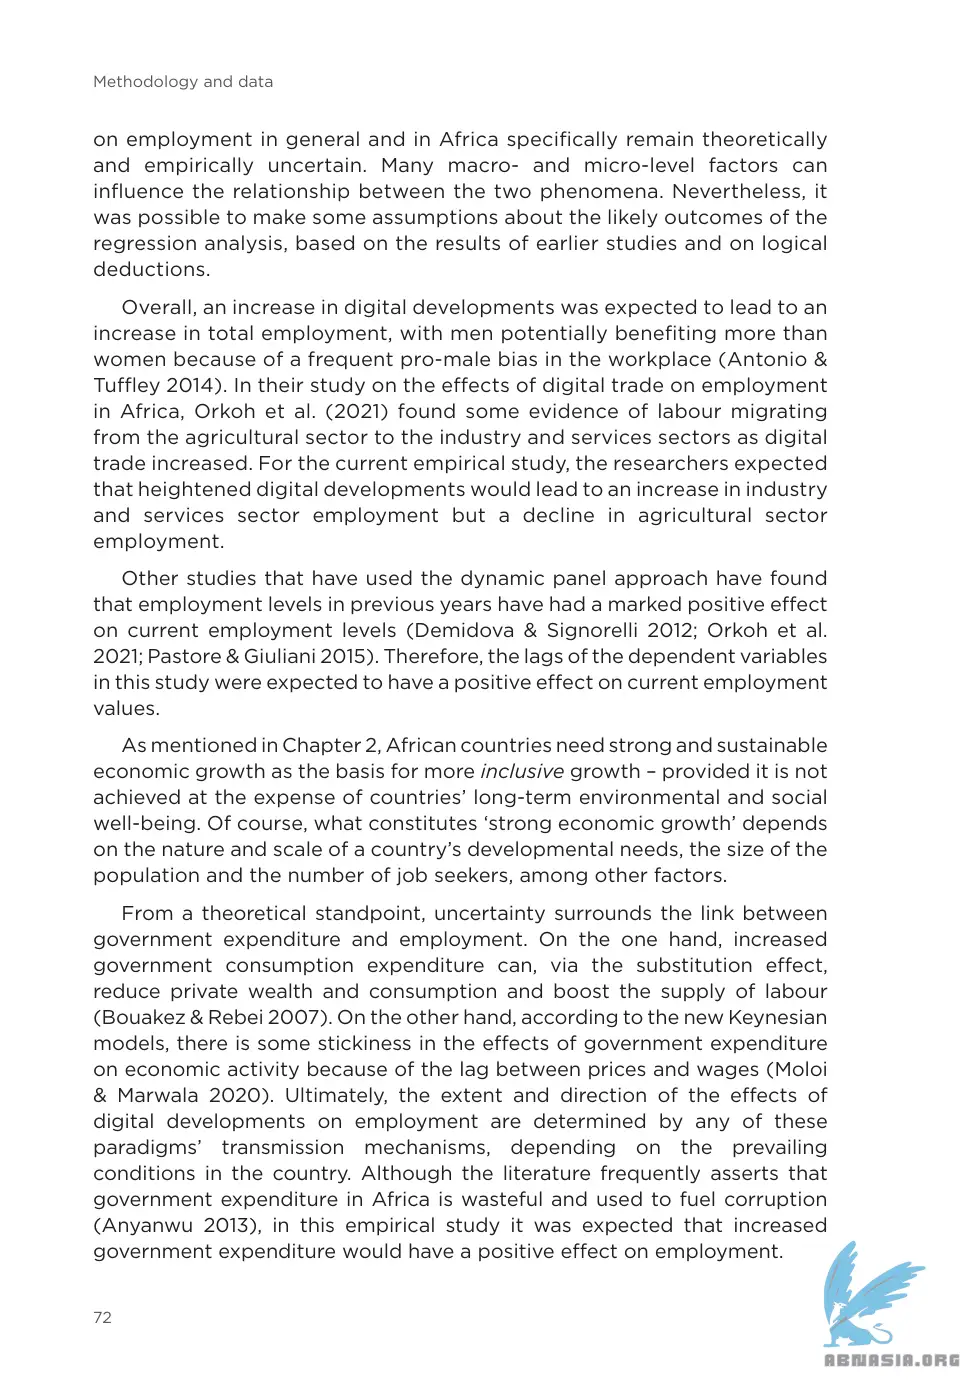 Methodology and data
on employment in general and in Africa specifically remain theoretically
and empirically uncertain. Many macro- and micro-level factors can
influence the relationship between the two phenomena. Nevertheless, it
was possible to make some assumptions about the likely outcomes of the
regression analysis, based on the results of earlier studies and on logical
deductions.
Overall, an increase in digital developments was expected to lead to an
increase in total employment, with men potentially benefiting more than
women because of a frequent pro-male bias in the workplace (Antonio &
Tuffley 2014). In their study on the effects of digital trade on employment
in Africa, Orkoh et al. (2021) found some evidence of labour migrating
from the agricultural sector to the industry and services sectors as digital
trade increased. For the current empirical study, the researchers expected
that heightened digital developments would lead to an increase in industry
and services sector employment but a decline in agricultural sector
employment.
Other studies that have used the dynamic panel approach have found
that employment levels in previous years have had a marked positive effect
on current employment levels (Demidova & Signorelli 2012; Orkoh et al.
2021; Pastore & Giuliani 2015). Therefore, the lags of the dependent variables
in this study were expected to have a positive effect on current employment
values.
As mentioned in Chapter 2, African countries need strong and sustainable
economic growth as the basis for more inclusive growth – provided it is not
achieved at the expense of countries’ long-term environmental and social
well-being. Of course, what constitutes ‘strong economic growth’ depends
on the nature and scale of a country’s developmental needs, the size of the
population and the number of job seekers, among other factors.
From a theoretical standpoint, uncertainty surrounds the link between
government expenditure and employment. On the one hand, increased
government consumption expenditure can, via the substitution effect,
reduce private wealth and consumption and boost the supply of labour
(Bouakez & Rebei 2007). On the other hand, according to the new Keynesian
models, there is some stickiness in the effects of government expenditure
on economic activity because of the lag between prices and wages (Moloi
& Marwala 2020). Ultimately, the extent and direction of the effects of
digital developments on employment are determined by any of these
paradigms’ transmission mechanisms, depending on the prevailing
conditions in the country. Although the literature frequently asserts that
government expenditure in Africa is wasteful and used to fuel corruption
(Anyanwu 2013), in this empirical study it was expected that increased
government expenditure would have a positive effect on employment.
72
ABNASIA.ORG